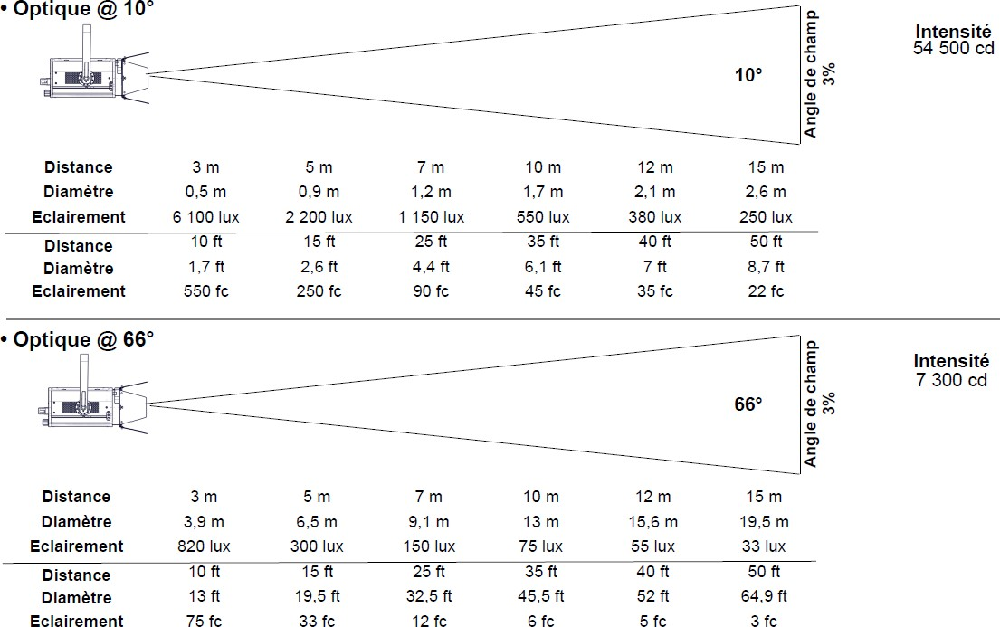 • Optique @ 10°
Intensité
54 500 cd
10°
Angle de champ
3%
Distance 3 m 5 m 7 m 10 m 12 m 15 m
Diamètre 0,5 m 0,9 m 1,2 m 1,7 m 2,1 m 2,6 m
Eclairement 6 100 lux 2 200 lux 1 150 lux 550 lux 380 lux 250 lux
Distance 10 ft 15 ft 25 ft 35 ft 40 ft 50 ft
Diamètre 1,7 ft 2,6 ft 4,4 ft 6,1 ft 7 ft 8,7 ft
Eclairement 550 fc 250 fc 90 fc 45 fc 35 fc 22 fc
• Optique @ 66°
Intensité
7 300 cd
66°
Angle de champ
3%
Distance 3 m 5 m 7 m 10 m 12 m 15 m
Diamètre 3,9 m 6,5 m 9,1 m 13 m 15,6 m 19,5 m
Eclairement 820 lux 300 lux 150 lux 75 lux 55 lux 33 lux
Distance 10 ft 15 ft 25 ft 35 ft 40 ft 50 ft
Diamètre 13 ft 19,5 ft 32,5 ft 45,5 ft 52 ft 64,9 ft
Eclairement 75 fc 33 fc 12 fc 6 fc 5 fc 3 fc